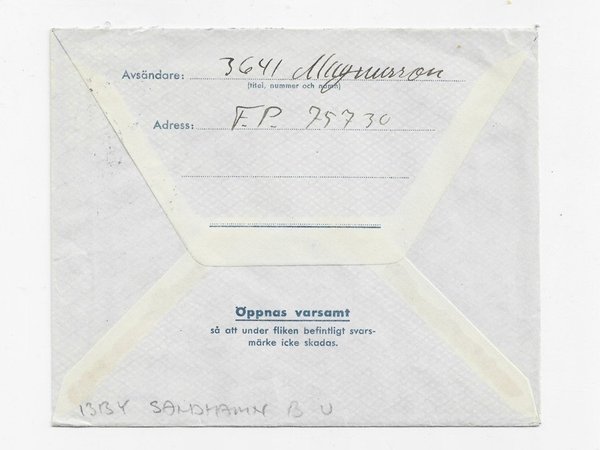 Avsändare: 3641 Magnusson
(titel, nummer och namn)
Adress: F.P. 75730
Öppnas varsamt
så att under fliken befintligt svars-
märke icke skadas.
1313Y SANDHAMN B U